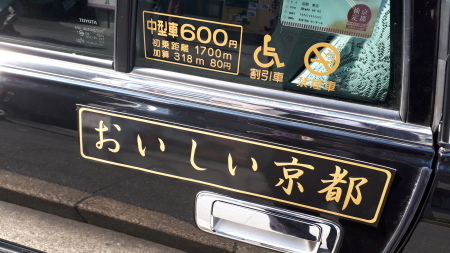 TOYOTA
中型車600円
初乗距離 1700m
加算 318m 80円
割引車
禁煙車
おいしい京都